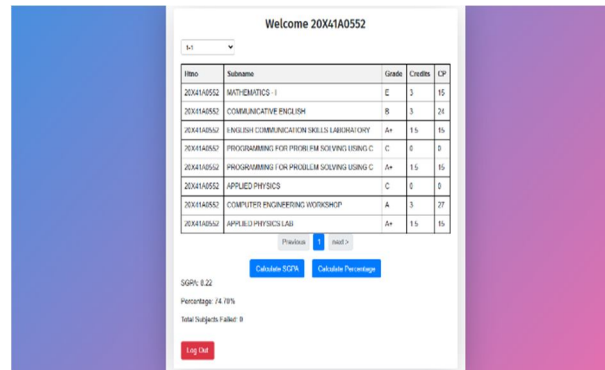 Welcome 20X41A0552
1-1
Htno Subname Grade Credits CP
20X41A0552 MATHEMATICS - I E 3 15
20X41A0552 COMMUNICATIVE ENGLISH B 3 24
20X41A0552 ENGLISH COMMUNICATION SKILLS LABORATORY A+ 1.5 15
20X41A0552 PROGRAMMING FOR PROBLEM SOLVING USING C C 0 0
20X41A0552 PROGRAMMING FOR PROBLEM SOLVING USING C A+ 1.5 15
20X41A0552 APPLIED PHYSICS C 0 0
20X41A0552 COMPUTER ENGINEERING WORKSHOP A 3 27
20X41A0552 APPLIED PHYSICS LAB A+ 1.5 15
Previous 1 next >
Calculate SGPA Calculate Percentage
SGPA: 8.22
Percentage: 74.70%
Total Subjects Failed: 0
Log Out